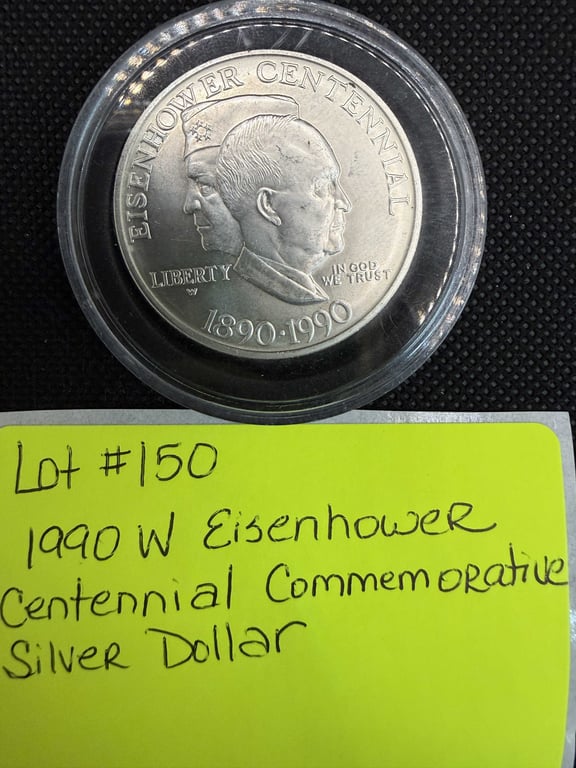 EISENHOWER CENTENNIAL
LIBERTY
W
IN GOD
WE TRUST
1890·1990
Lot #150
1990 W Eisenhower
Centennial Commemorative
Silver Dollar